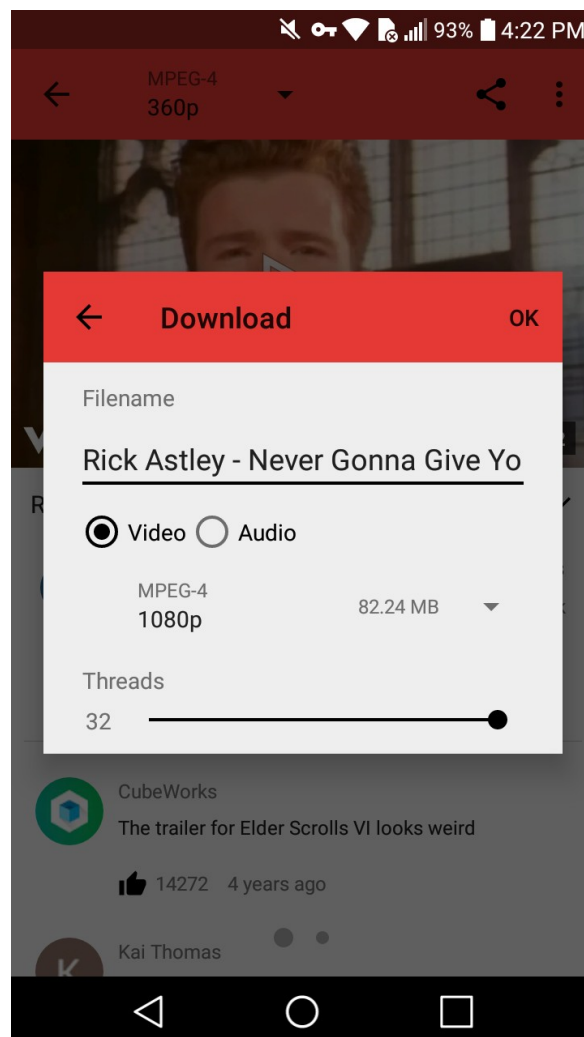 93% 4:22 PM
MPEG-4
360p
Download OK
Filename
Rick Astley - Never Gonna Give Yo
Video Audio
MPEG-4
1080p 82.24 MB
Threads
32
CubeWorks
The trailer for Elder Scrolls VI looks weird
14272 4 years ago
K Kai Thomas